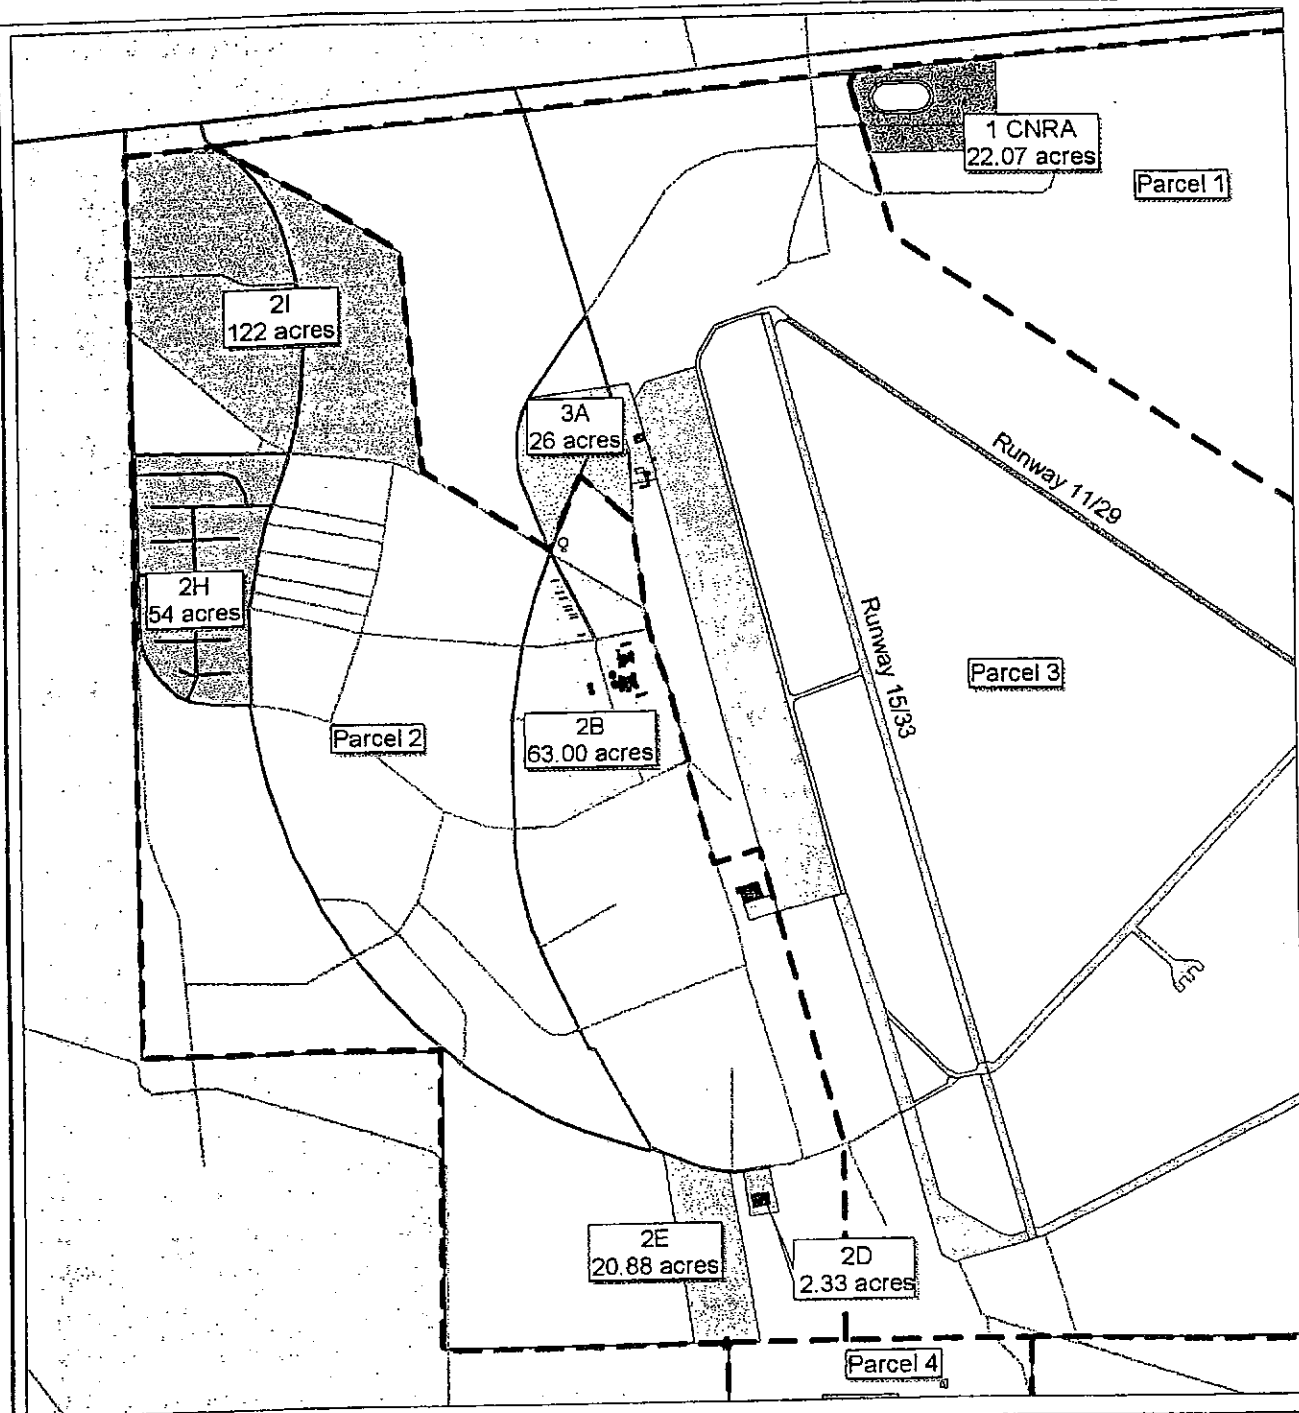 1 CNRA
22.07 acres
Parcel 1
2I
122 acres
3A
26 acres
Runway 11/29
2H
54 acres
Runway 15/33
Parcel 3
2B
63.00 acres
Parcel 2
2E
20.88 acres
2D
2.33 acres
Parcel 4